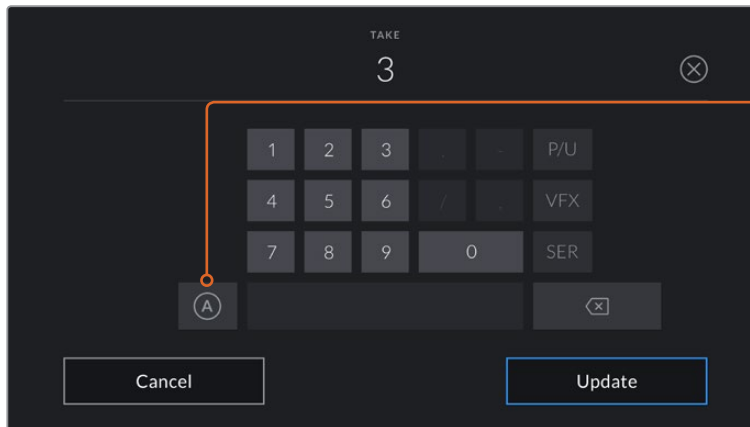 TAKE
3
1 2 3 , - P/U
4 5 6 / . VFX
7 8 9 0 SER
A
Cancel Update